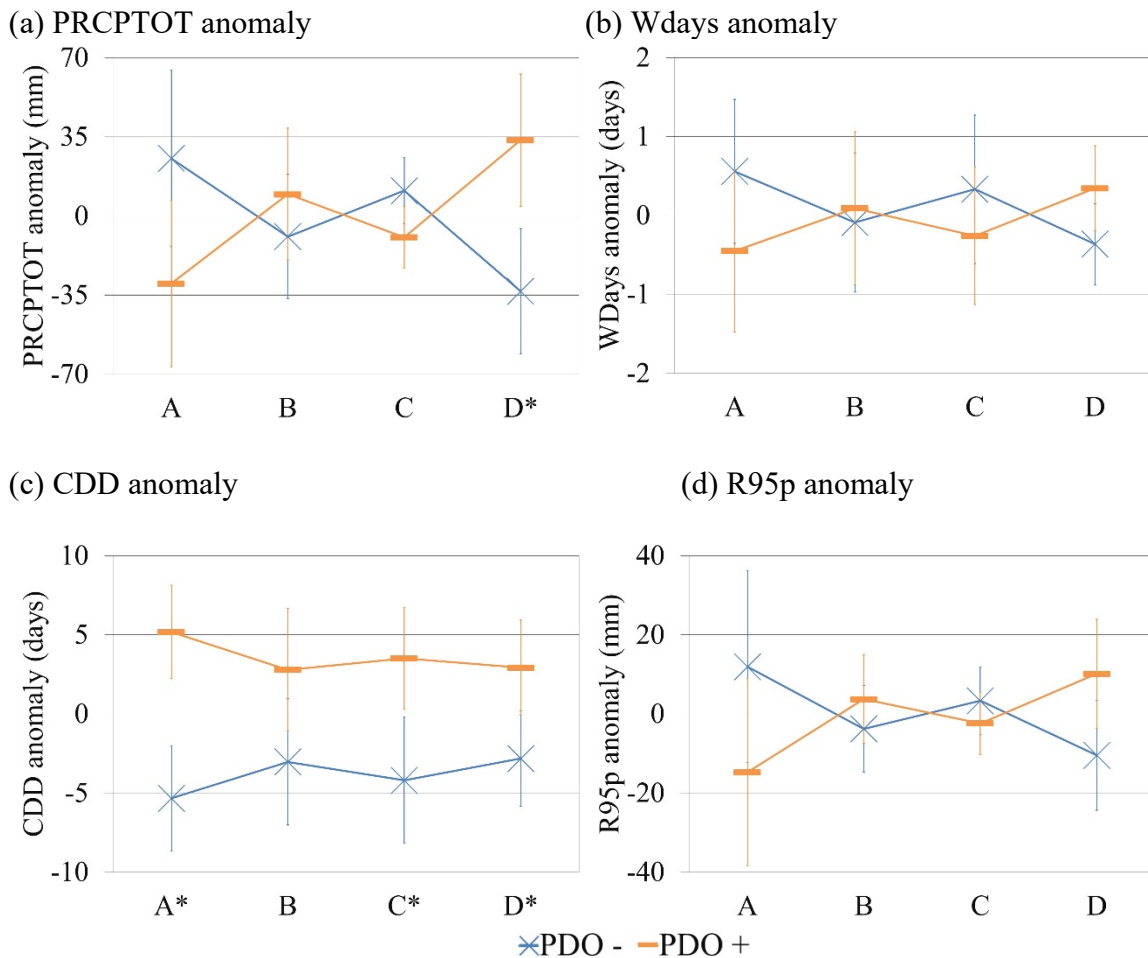 (a) PRCPTOT anomaly
PRCPTOT anomaly (mm)
70
35
0
-35
-70
A B C D*
(b) Wdays anomaly
WDays anomaly (days)
2
1
0
-1
-2
A B C D
(c) CDD anomaly
CDD anomaly (days)
10
5
0
-5
-10
A* B C* D*
(d) R95p anomaly
R95p anomaly (mm)
40
20
0
-20
-40
A B C D
PDO - PDO +